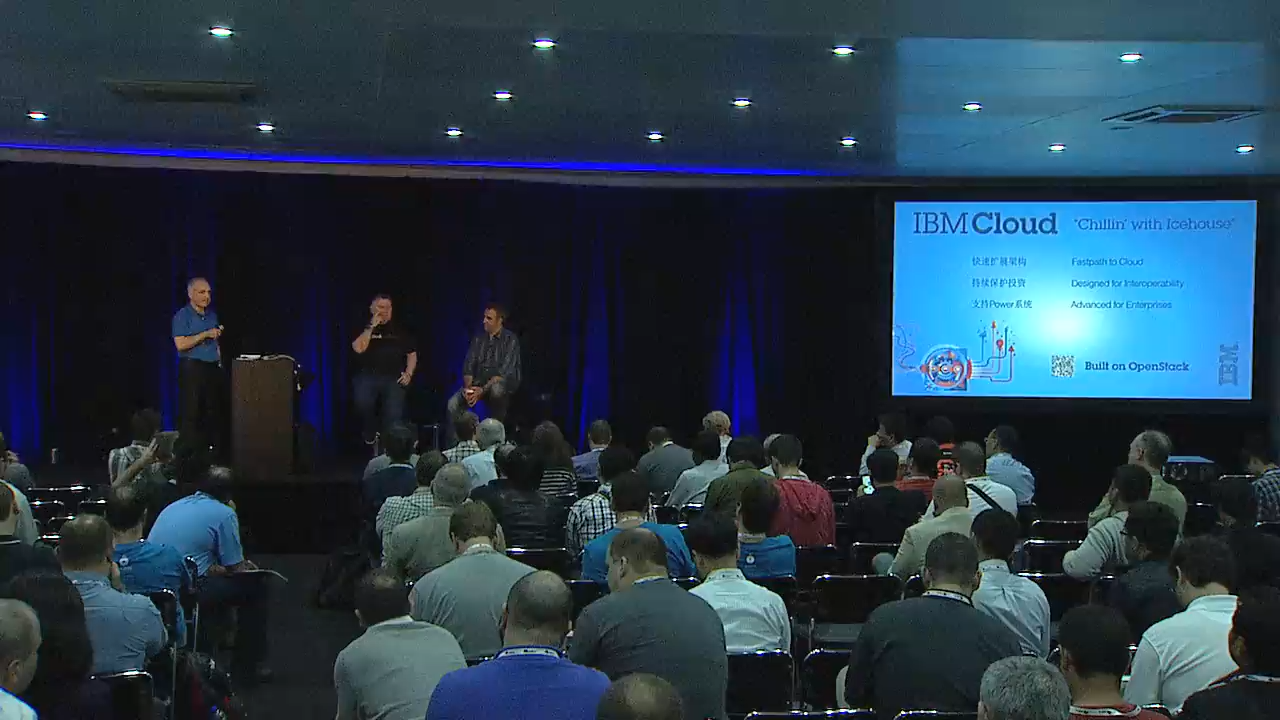 IBM Cloud "Chillin' with Icehouse"
快速扩展架构 Fastpath to Cloud
持续保护投资 Designed for Interoperability
支持Power系统 Advanced for Enterprises
Built on OpenStack
IBM